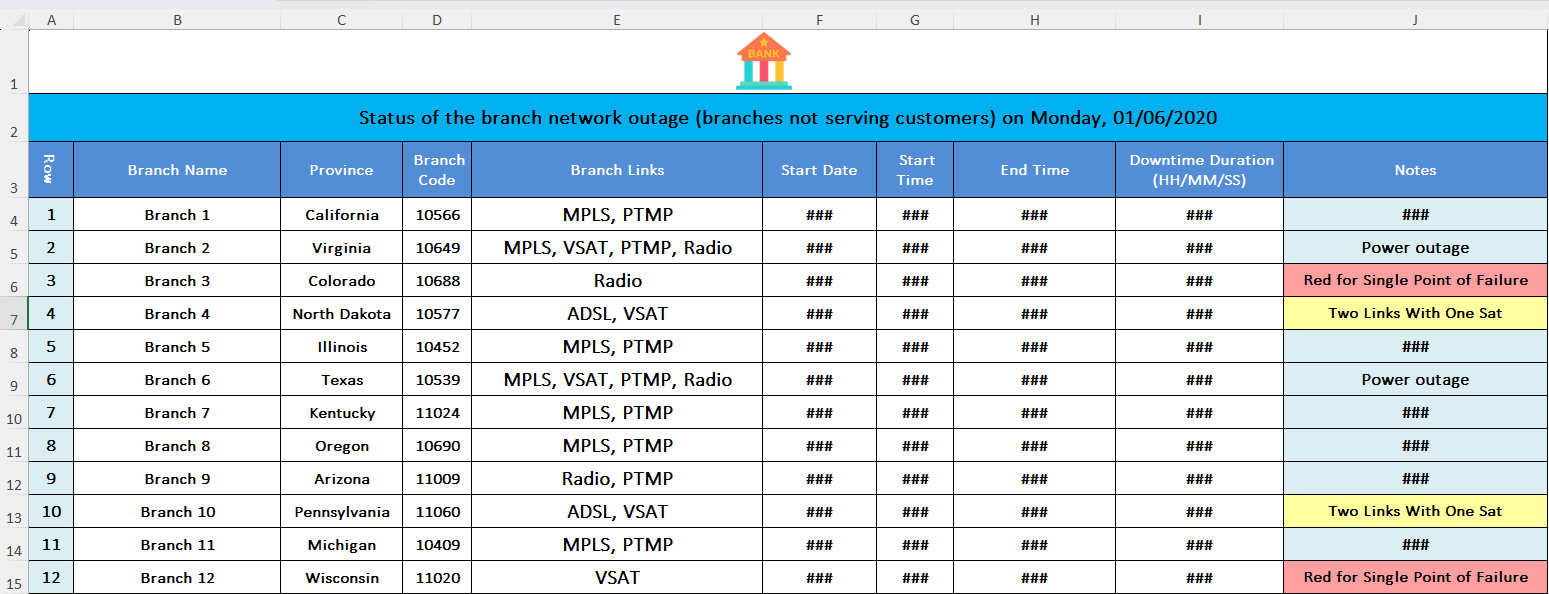 A B C D E F G H I J
1 BANK
2 Status of the branch network outage (branches not serving customers) on Monday, 01/06/2020
3 Row Branch Name Province Branch Code Branch Links Start Date Start Time End Time Downtime Duration (HH/MM/SS) Notes
4 1 Branch 1 California 10566 MPLS, PTMP ### ### ### ### ###
5 2 Branch 2 Virginia 10649 MPLS, VSAT, PTMP, Radio ### ### ### ### Power outage
6 3 Branch 3 Colorado 10688 Radio ### ### ### ### Red for Single Point of Failure
7 4 Branch 4 North Dakota 10577 ADSL, VSAT ### ### ### ### Two Links With One Sat
8 5 Branch 5 Illinois 10452 MPLS, PTMP ### ### ### ### ###
9 6 Branch 6 Texas 10539 MPLS, VSAT, PTMP, Radio ### ### ### ### Power outage
10 7 Branch 7 Kentucky 11024 MPLS, PTMP ### ### ### ### ###
11 8 Branch 8 Oregon 10690 MPLS, PTMP ### ### ### ### ###
12 9 Branch 9 Arizona 11009 Radio, PTMP ### ### ### ### ###
13 10 Branch 10 Pennsylvania 11060 ADSL, VSAT ### ### ### ### Two Links With One Sat
14 11 Branch 11 Michigan 10409 MPLS, PTMP ### ### ### ### ###
15 12 Branch 12 Wisconsin 11020 VSAT ### ### ### ### Red for Single Point of Failure